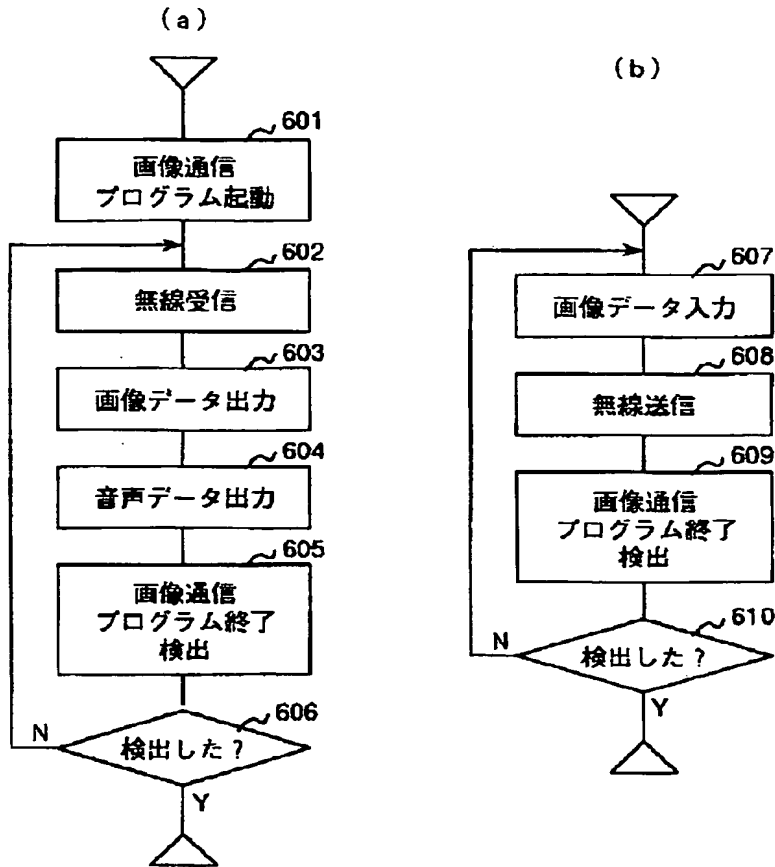 (a)
601
画像通信
プログラム起動
602
無線受信
603
画像データ出力
604
音声データ出力
605
画像通信
プログラム終了
検出
606
検出した?
N
Y
(b)
607
画像データ入力
608
無線送信
609
画像通信
プログラム終了
検出
610
検出した?
N
Y